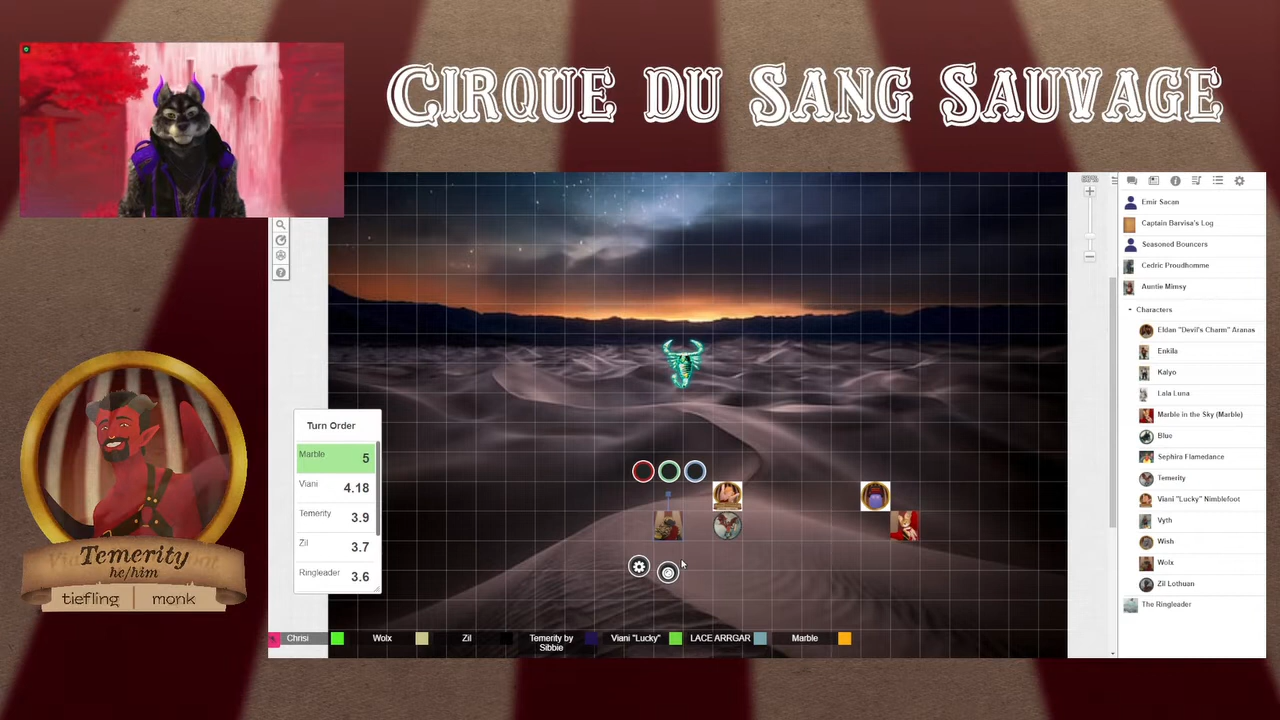 CIRQUE DU SANG SAUVAGE
Emir Sacan
Captain Barvisa's Log
Seasoned Bouncers
Cedric Proudhomme
Auntie Mimsy
Characters
Eldan "Devil's Charm" Aranas
Enkila
Kalyo
Lala Luna
Marble in the Sky (Marble)
Blue
Sephira Flamedance
Temerity
Viani "Lucky" Nimblefoot
Vyth
Wish
Wolx
Zil Lothuan
The Ringleader
Turn Order
Marble 5
Viani 4.18
Temerity 3.9
Zil 3.7
Ringleader 3.6
Temerity
he/him
tiefling | monk
Chrisi
Wolx
Zil
Temerity by Sibbie
Viani "Lucky"
LACE ARRGAR
Marble